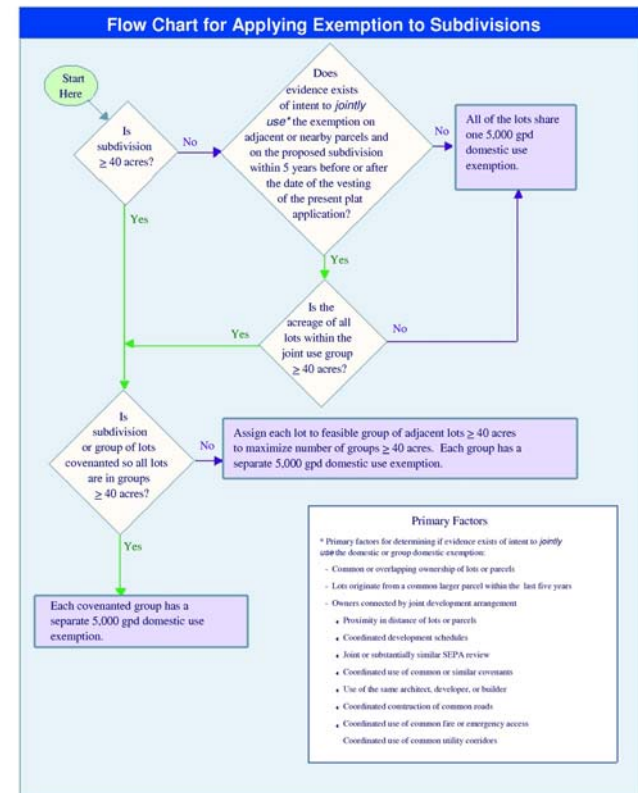 Flow Chart for Applying Exemption to Subdivisions
Start
Here
Is
subdivision
≥ 40 acres?
No
Does
evidence exists
of intent to jointly
use* the exemption on
adjacent or nearby parcels and
on the proposed subdivision
within 5 years before or after
the date of the vesting
of the present plat
application?
No
All of the lots share
one 5,000 gpd
domestic use
exemption.
Yes
Yes
Is the
acreage of all
lots within the
joint use group
≥ 40 acres?
Yes
No
Is
subdivision
or group of lots
covenanted so all lots
are in groups
≥ 40 acres?
No
Assign each lot to feasible group of adjacent lots ≥ 40 acres
to maximize number of groups ≥ 40 acres. Each group has a
separate 5,000 gpd domestic use exemption.
Yes
Each covenanted group has a
separate 5,000 gpd domestic use
exemption.
Primary Factors
* Primary factors for determining if evidence exists of intent to jointly
use the domestic or group domestic exemption:
- Common or overlapping ownership of lots or parcels
- Lots originate from a common larger parcel within the last five years
- Owners connected by joint development arrangement
• Proximity in distance of lots or parcels
• Coordinated development schedules
• Joint or substantially similar SEPA review
• Coordinated use of common or similar covenants
• Use of the same architect, developer, or builder
• Coordinated construction of common roads
• Coordinated use of common fire or emergency access
Coordinated use of common utility corridors